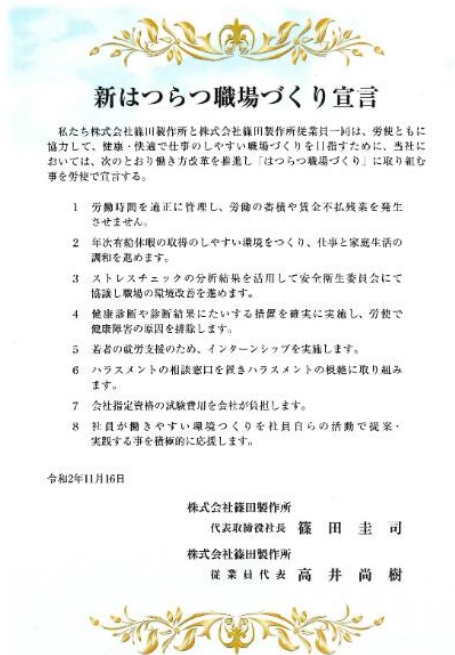 新はつらつ職場づくり宣言
私たち株式会社篠田製作所と株式会社篠田製作所従業員一同は、労使ともに
協力して、健康・快適で仕事のしやすい職場づくりを目指すために、当社に
おいては、次のとおり働き方改革を推進し「はつらつ職場づくり」に取り組む
事を労使で宣言する。
1 労働時間を適正に管理し、労働の蓄積や賃金不払残業を発生
させません。
2 年次有給休暇の取得のしやすい環境をつくり、仕事と家庭生活の
調和を進めます。
3 ストレスチェックの分析結果を活用して安全衛生委員会にて
協議し職場の環境改善を進めます。
4 健康診断や診断結果にたいする措置を確実に実施し、労使で
健康障害の原因を排除します。
5 若者の就労支援のため、インターンシップを実施します。
6 ハラスメントの相談窓口を置きハラスメントの根絶に取り組み
ます。
7 会社指定資格の試験費用を会社が負担します。
8 社員が働きやすい環境つくりを社員自らの活動で提案・
実践する事を積極的に応援します。
令和2年11月16日
株式会社篠田製作所
代表取締役社長 篠田圭司
株式会社篠田製作所
従業員代表 高井尚樹